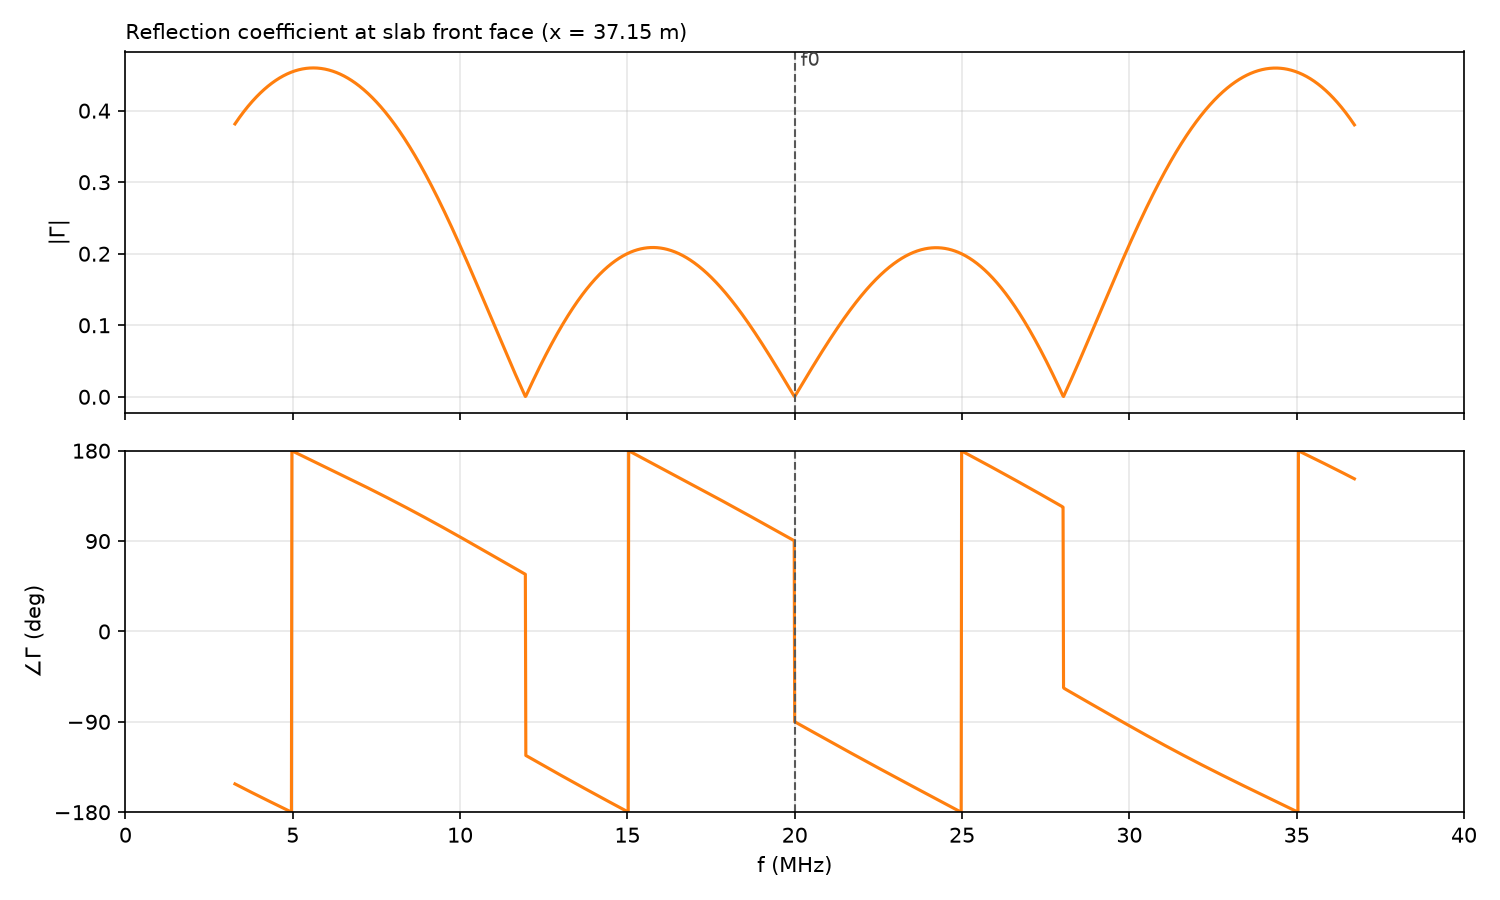 Reflection coefficient at slab front face (x = 37.15 m)
f0
|Γ|
0.4
0.3
0.2
0.1
0.0
∠Γ (deg)
180
90
0
−90
−180
0 5 10 15 20 25 30 35 40
f (MHz)